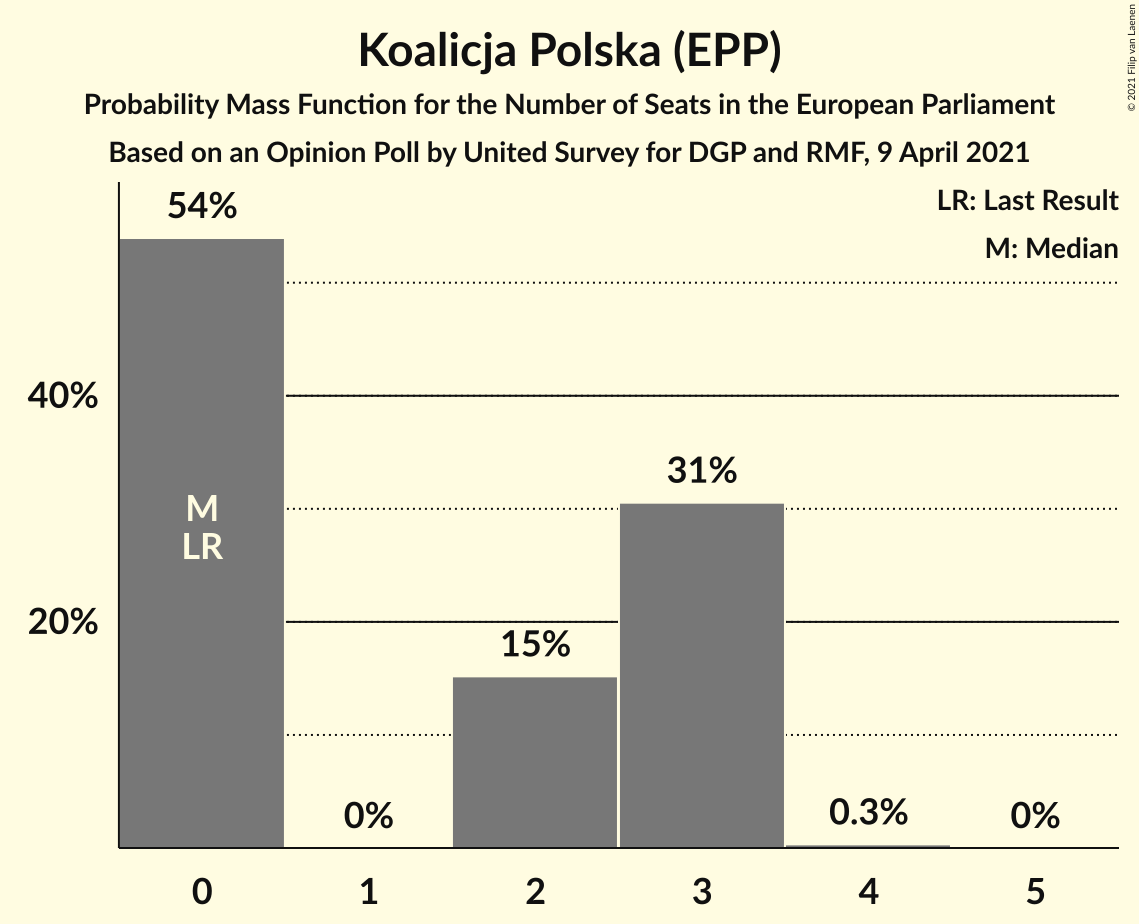 Koalicja Polska (EPP)
Probability Mass Function for the Number of Seats in the European Parliament
Based on an Opinion Poll by United Survey for DGP and RMF, 9 April 2021
© 2021 Filip van Laenen
LR: Last Result
M: Median
54%
40%
31%
M
LR
20%
15%
0%
0.3%
0%
0
1
2
3
4
5